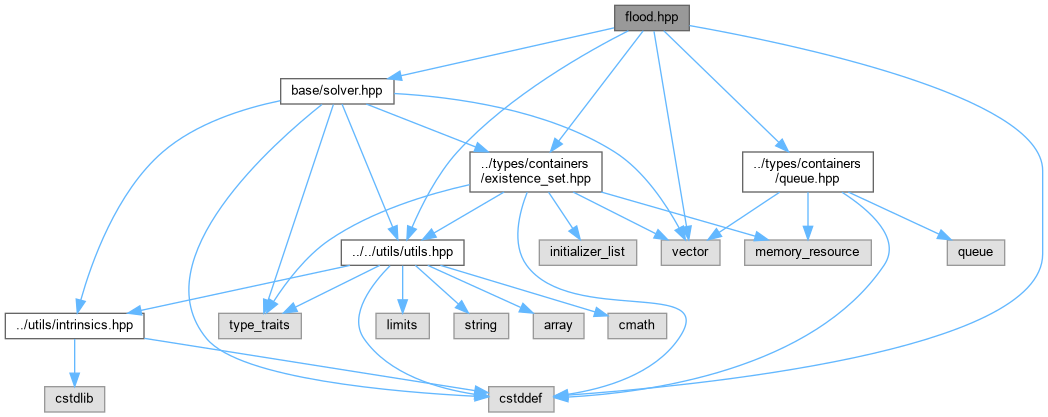 flood.hpp
base/solver.hpp
../types/containers
/existence_set.hpp
../types/containers
/queue.hpp
../../utils/utils.hpp
initializer_list
vector
memory_resource
queue
../utils/intrinsics.hpp
type_traits
limits
string
array
cmath
cstdlib
cstddef